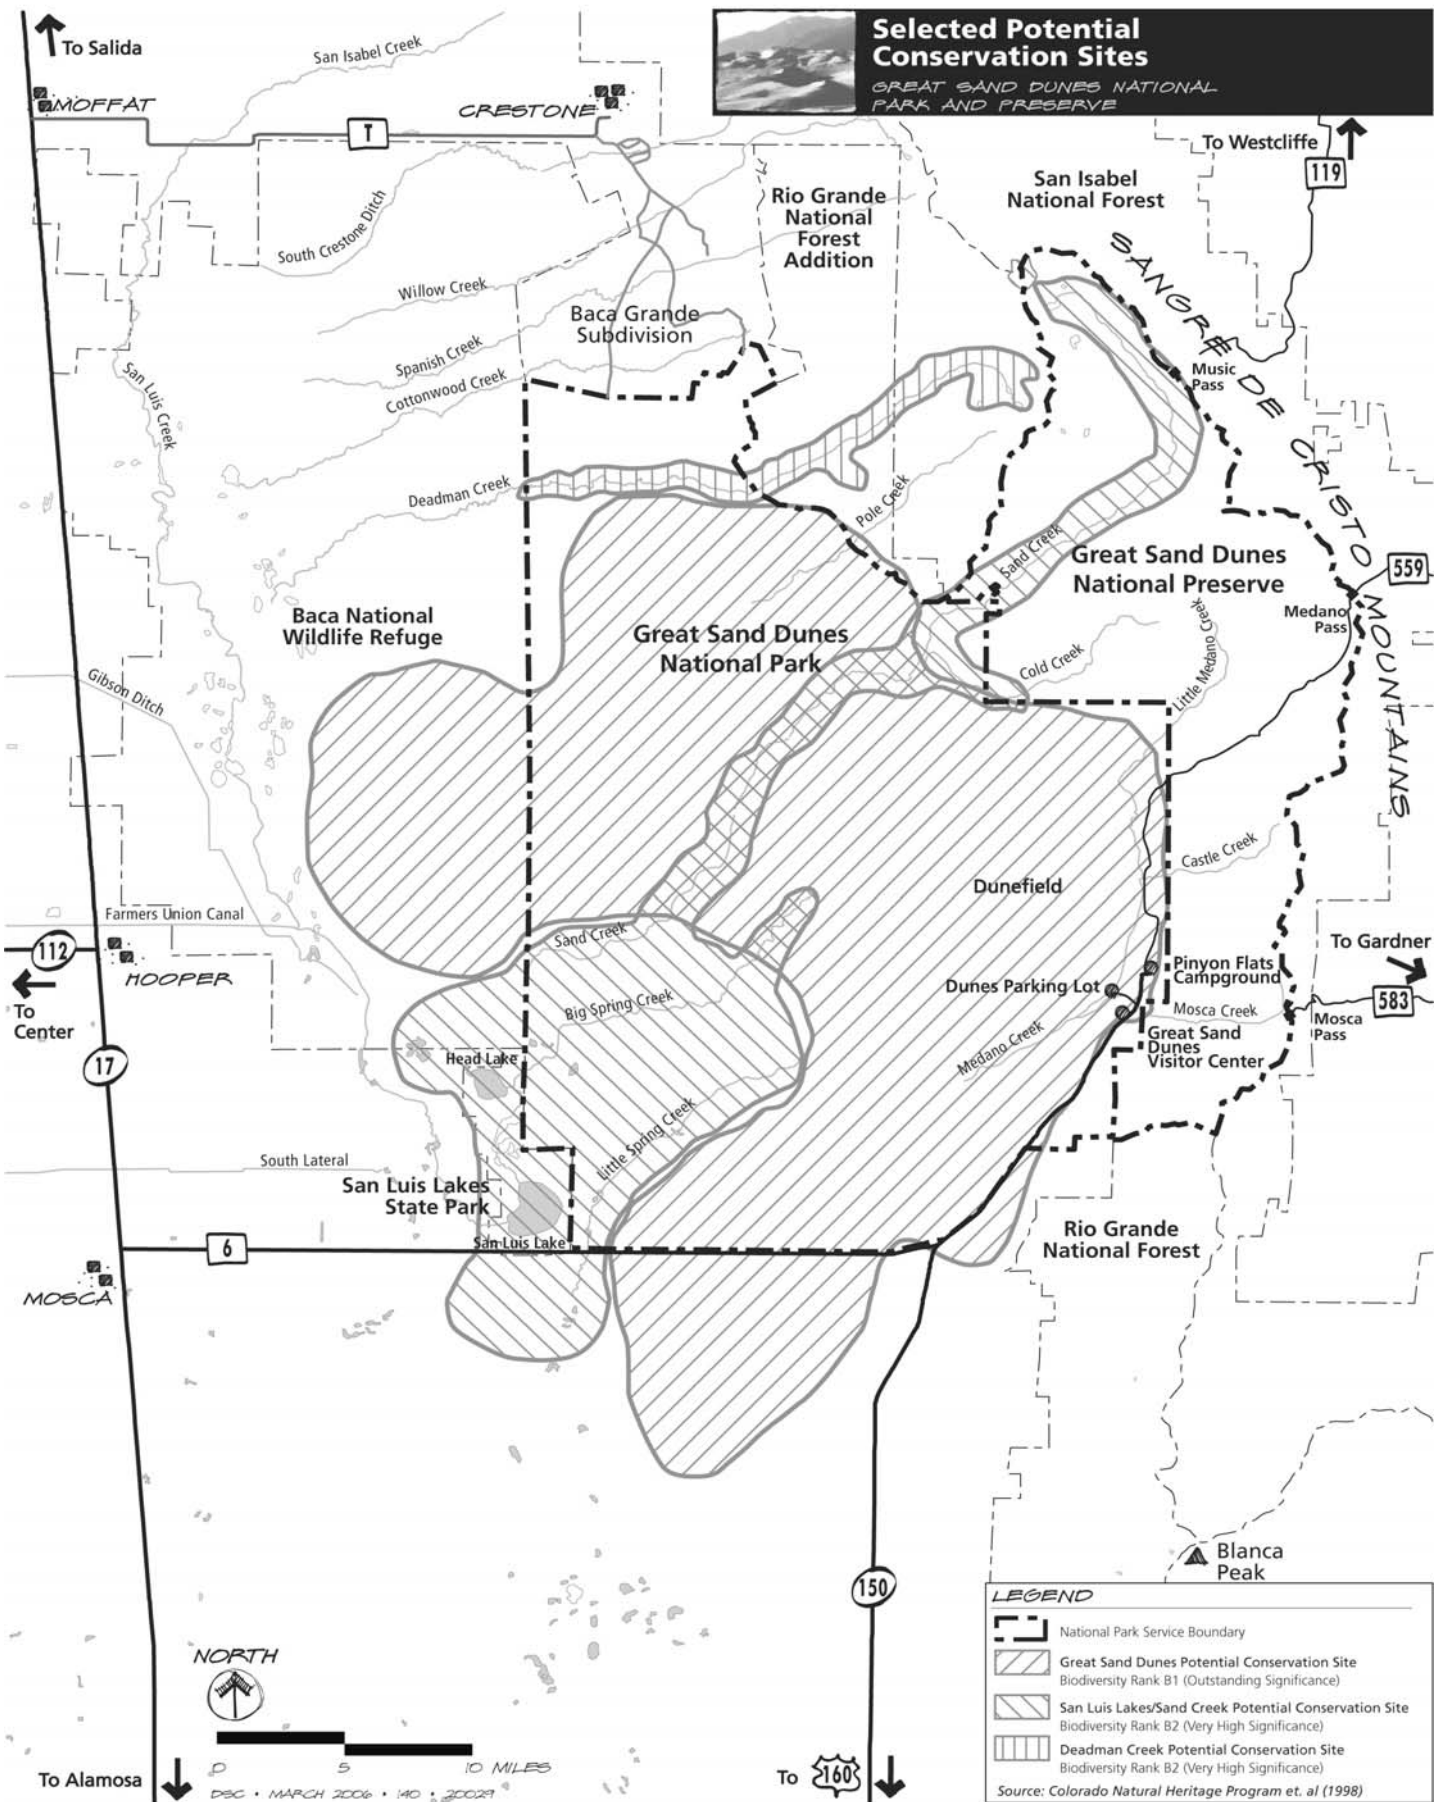 Selected Potential
Conservation Sites
GREAT SAND DUNES NATIONAL
PARK AND PRESERVE
To Salida
San Isabel Creek
MOFFAT
CRESTONE
T
To Westcliffe
119
San Isabel
National Forest
Rio Grande
National
Forest
Addition
South Crestone Ditch
SANGRE DE CRISTO MOUNTAINS
Willow Creek
Baca Grande
Subdivision
Spanish Creek
Cottonwood Creek
San Luis Creek
Music
Pass
Deadman Creek
Pole Creek
Sand Creek
Great Sand Dunes
National Preserve
559
Baca National
Wildlife Refuge
Great Sand Dunes
National Park
Medano
Pass
Cold Creek
Little Medano Creek
Gibson Ditch
Castle Creek
Dunefield
Farmers Union Canal
Sand Creek
112
HOOPER
To
Center
To Gardner
Pinyon Flats
Campground
Dunes Parking Lot
Big Spring Creek
Mosca Creek
583
Mosca
Pass
Great Sand
Dunes
Visitor Center
Medano Creek
Head Lake
17
Little Spring Creek
South Lateral
San Luis Lakes
State Park
San Luis Lake
6
Rio Grande
National Forest
MOSCA
Blanca
Peak
150
LEGEND
National Park Service Boundary
Great Sand Dunes Potential Conservation Site
Biodiversity Rank B1 (Outstanding Significance)
San Luis Lakes/Sand Creek Potential Conservation Site
Biodiversity Rank B2 (Very High Significance)
Deadman Creek Potential Conservation Site
Biodiversity Rank B2 (Very High Significance)
Source: Colorado Natural Heritage Program et. al (1998)
NORTH
0 5 10 MILES
DSC • MARCH 2006 • 140 • 20029
To Alamosa
To 160